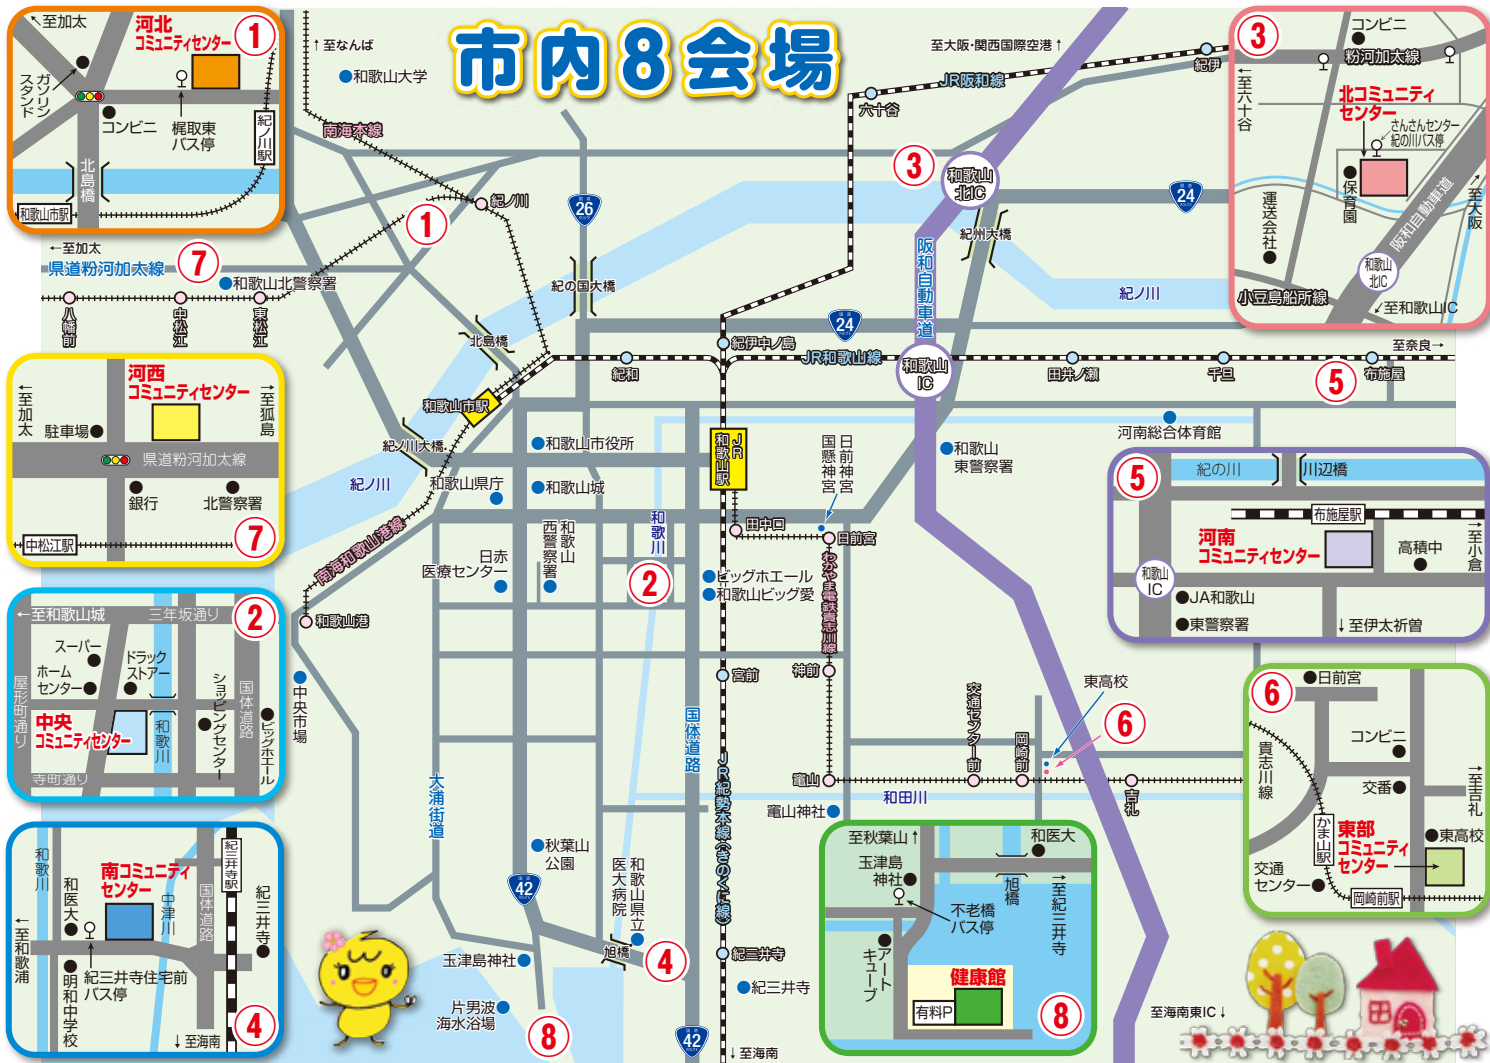 市内8会場
←至加太
河北
コミュニティセンター
①
ガソリン
スタンド
コンビニ
梶取東
バス停
紀ノ川駅
北島橋
和歌山市駅
↑至なんば
和歌山大学
南海本線
紀ノ川
①
26
至大阪・関西国際空港↑
紀伊
JR阪和線
六十谷
③
和歌山
北IC
24
紀州大橋
阪和自動車道
紀ノ川
③
コンビニ
粉河加太線
←至六十谷
北コミュニティ
センター
さんさんセンター
紀の川バス停
保育園
運送会社
阪和自動車道
→至大阪
和歌山
北IC
小豆島船所線
↙至和歌山IC
←至加太
県道粉河加太線
⑦
和歌山北警察署
八幡前
中松江
東松江
紀の国大橋
北島橋
24
紀伊中ノ島
JR和歌山線
紀和
和歌山
IC
田井ノ瀬
千旦
布施屋
至奈良→
⑤
河西
コミュニティセンター
←至加太
→至狐島
駐車場
県道粉河加太線
銀行
北警察署
中松江駅
⑦
和歌山市駅
紀ノ川大橋
紀ノ川
和歌山市役所
和歌山県庁
和歌山城
JR
和歌山駅
日前神宮
国懸神宮
和歌山
東警察署
河南総合体育館
田中口
日前宮
和歌川
和歌山
西警察署
日赤
医療センター
②
ビッグホエール
和歌山ビッグ愛
わかやま電鉄貴志川線
南海和歌山港線
和歌山港
中央市場
⑤
紀の川
川辺橋
布施屋駅
河南
コミュニティセンター
高積中
→至小倉
和歌山
IC
JA和歌山
東警察署
↓至伊太祈曽
②
←至和歌山城
三年坂通り
スーパー
ホーム
センター
ドラック
ストアー
屋形町通り
中央
コミュニティセンター
和歌川
ショッピングセンター
国体道路
ビッグホエール
寺町通り
宮前
神前
国体道路
JR紀勢本線(きのくに線)
大浦街道
交通センター前
岡崎前
東高校
⑥
竈山
和田川
吉礼
竈山神社
⑥
日前宮
コンビニ
貴志川線
交番
→至吉礼
かま山駅
東部
コミュニティ
センター
東高校
交通
センター
岡崎前駅
和歌川
和医大
南コミュニティ
センター
中津川
国体道路
紀三井寺駅
紀三井寺
←至和歌浦
紀三井寺住宅前
バス停
明和中学校
↓至海南
④
秋葉山
公園
42
和歌山県立
医大病院
旭橋
④
玉津島神社
片男波
海水浴場
⑧
紀三井寺
紀三井寺
42
↓至海南
至秋葉山↑
和医大
玉津島
神社
旭橋
不老橋
バス停
→至紀三井寺
アート
キューブ
健康館
有料P
⑧
至海南東IC↓